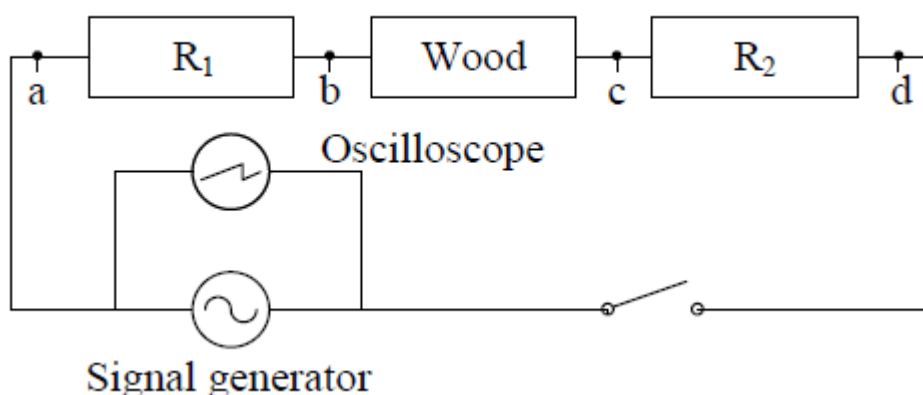 R₁ Wood R₂
a b c d
Oscilloscope
Signal generator